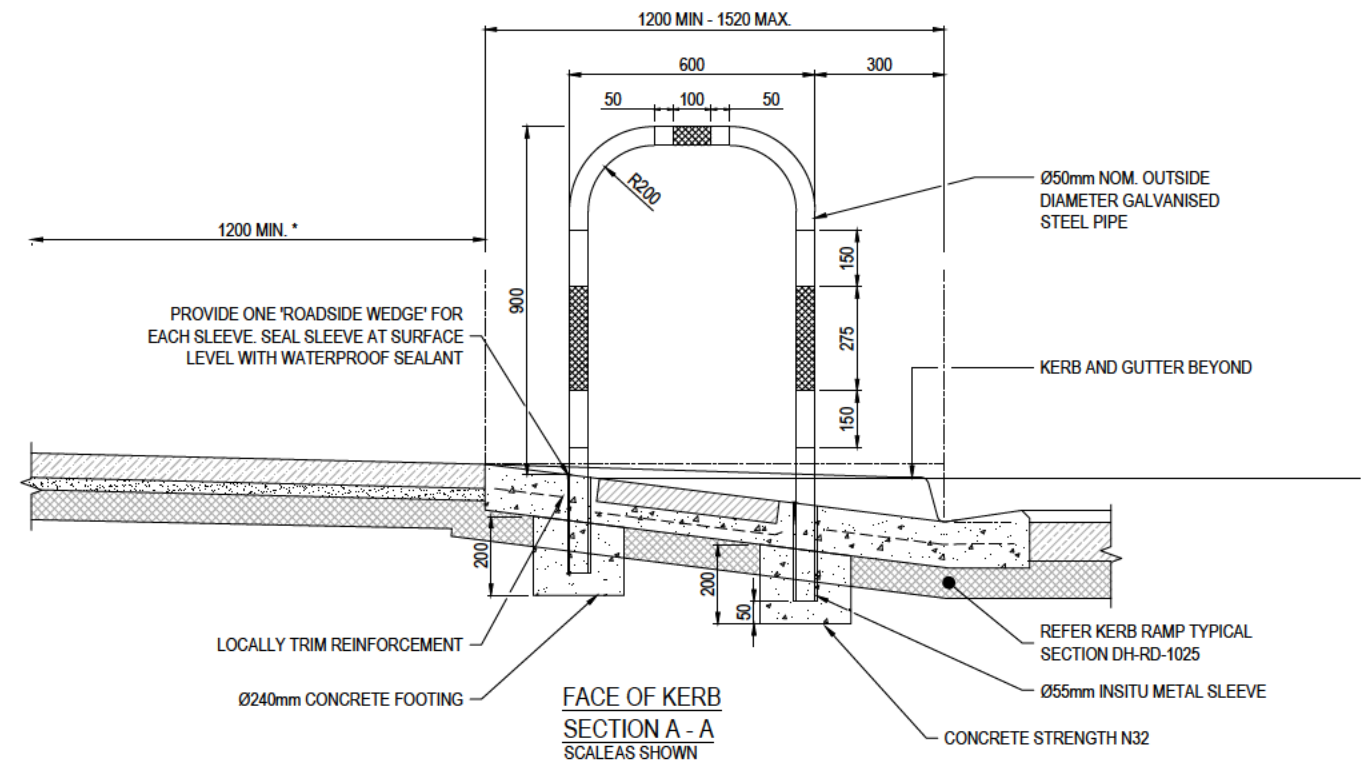 1200 MIN - 1520 MAX.
600
300
50
100
50
R200
Ø50mm NOM. OUTSIDE
DIAMETER GALVANISED
STEEL PIPE
1200 MIN. *
150
900
PROVIDE ONE 'ROADSIDE WEDGE' FOR
EACH SLEEVE. SEAL SLEEVE AT SURFACE
LEVEL WITH WATERPROOF SEALANT
275
KERB AND GUTTER BEYOND
150
200
200
50
LOCALLY TRIM REINFORCEMENT
REFER KERB RAMP TYPICAL
SECTION DH-RD-1025
Ø240mm CONCRETE FOOTING
Ø55mm INSITU METAL SLEEVE
FACE OF KERB
SECTION A - A
SCALEAS SHOWN
CONCRETE STRENGTH N32